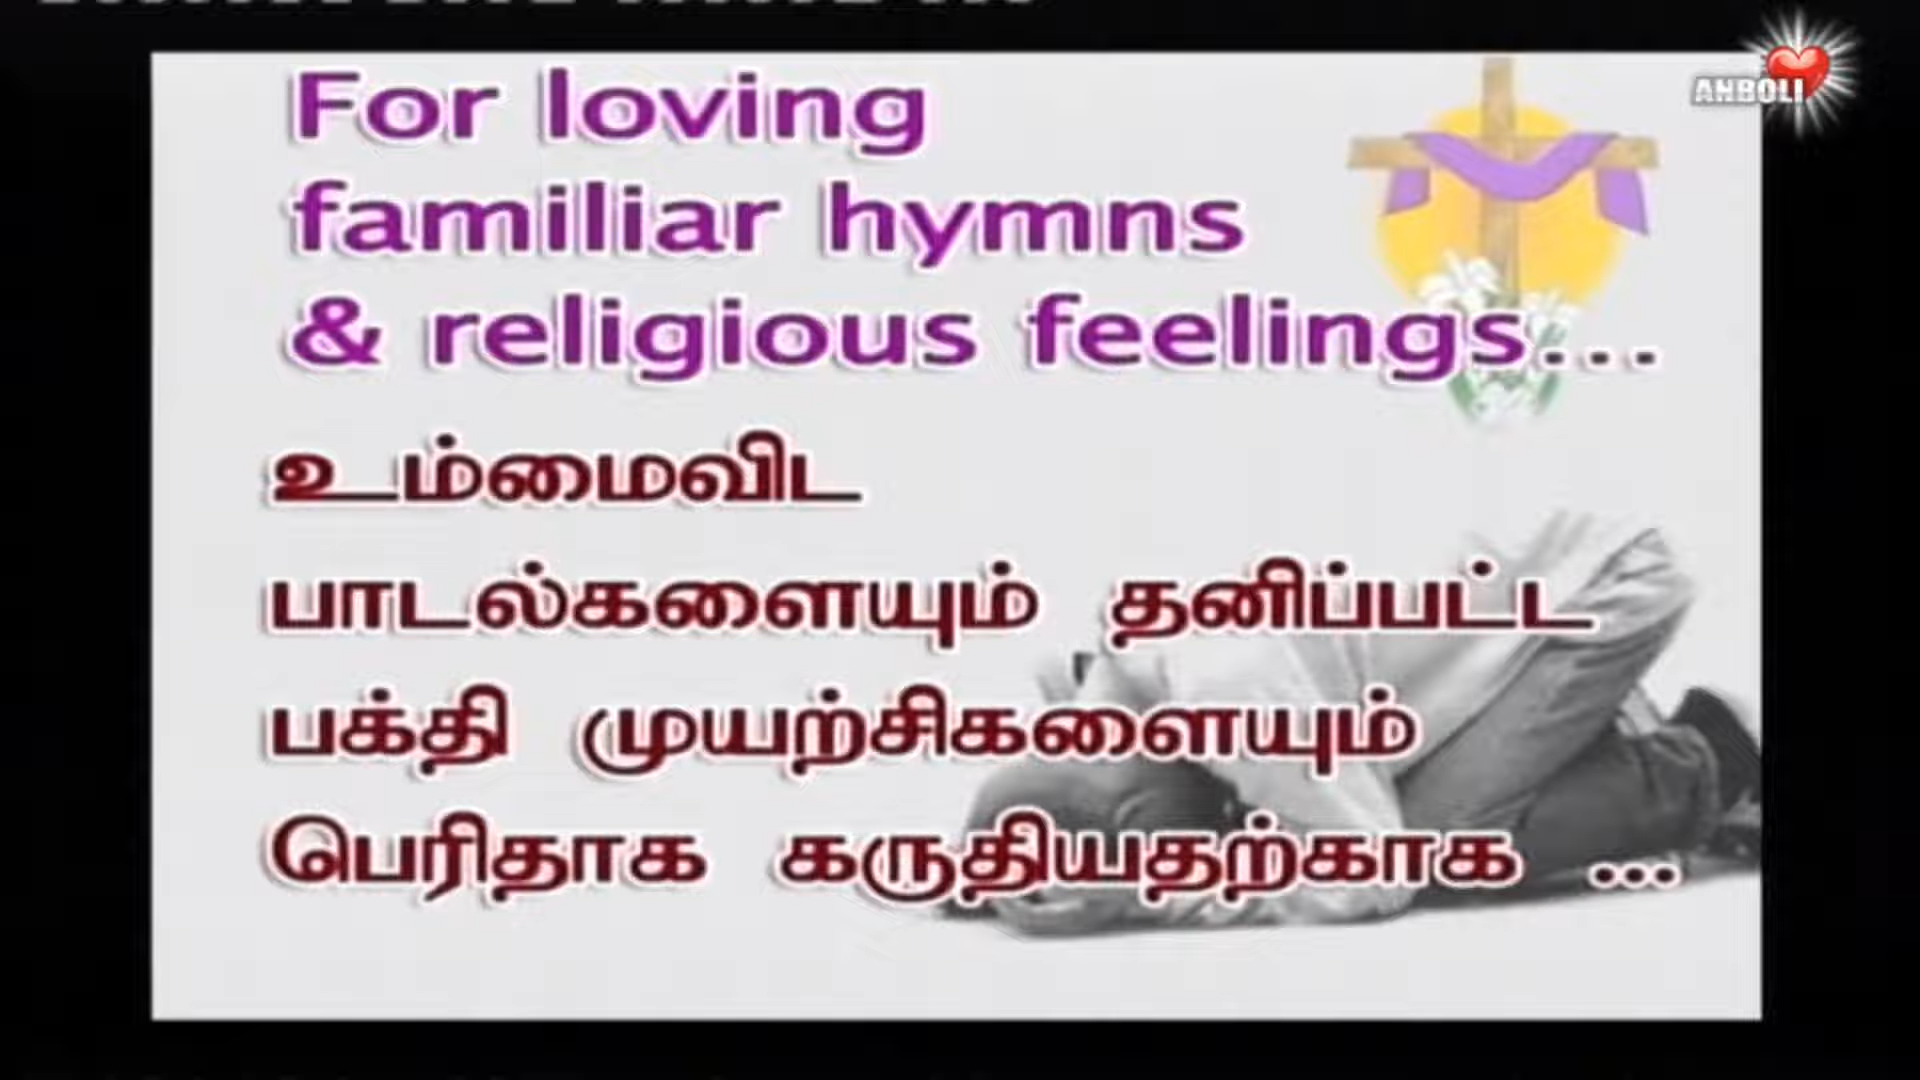 ANBOLI
For loving
familiar hymns
& religious feelings...
உம்மைவிட
பாடல்களையும் தனிப்பட்ட
பக்தி முயற்சிகளையும்
பெரிதாக கருதியதற்காக ...